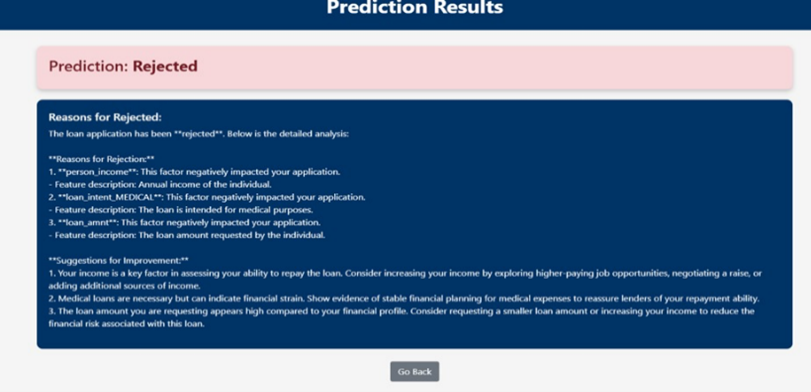 Prediction Results
Prediction: Rejected
Reasons for Rejected:
The loan application has been **rejected**. Below is the detailed analysis:
**Reasons for Rejection:**
1. **person_income**: This factor negatively impacted your application.
- Feature description: Annual income of the individual.
2. **loan_intent_MEDICAL**: This factor negatively impacted your application.
- Feature description: The loan is intended for medical purposes.
3. **loan_amnt**: This factor negatively impacted your application.
- Feature description: The loan amount requested by the individual.
**Suggestions for Improvement:**
1. Your income is a key factor in assessing your ability to repay the loan. Consider increasing your income by exploring higher-paying job opportunities, negotiating a raise, or
adding additional sources of income.
2. Medical loans are necessary but can indicate financial strain. Show evidence of stable financial planning for medical expenses to reassure lenders of your repayment ability.
3. The loan amount you are requesting appears high compared to your financial profile. Consider requesting a smaller loan amount or increasing your income to reduce the
financial risk associated with this loan.
Go Back